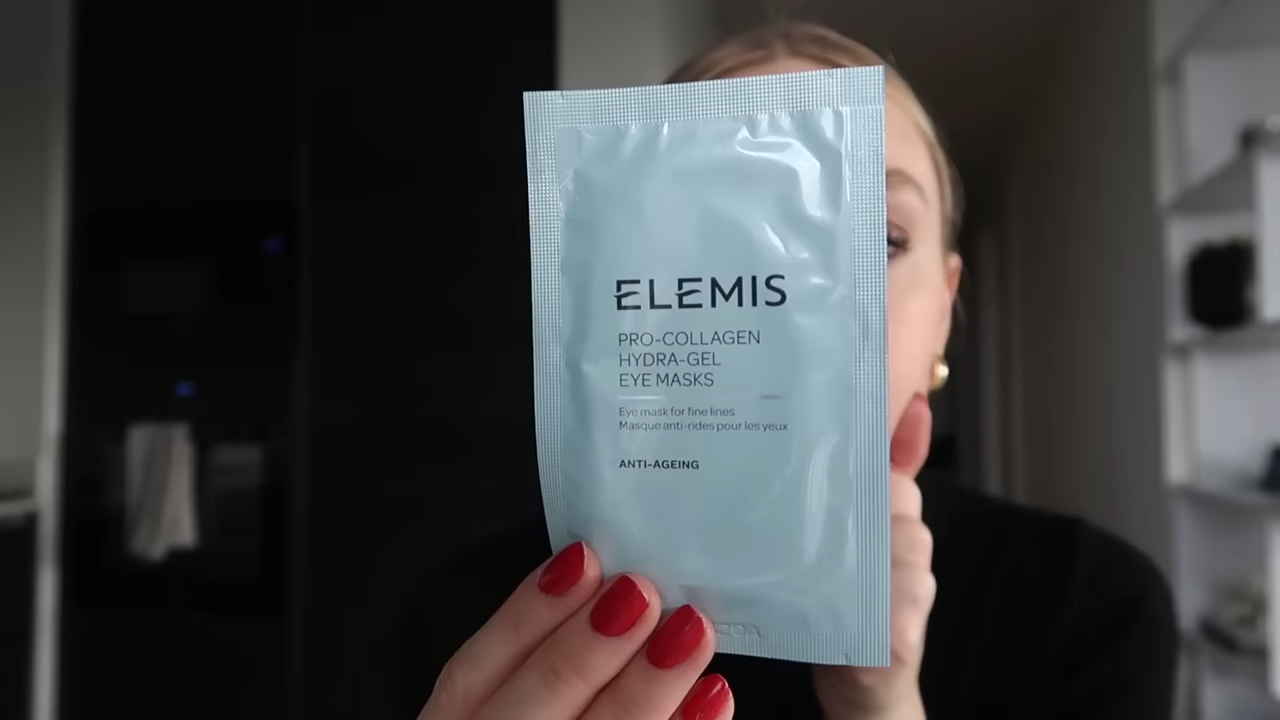 ELEMIS
PRO-COLLAGEN
HYDRA-GEL
EYE MASKS
Eye mask for fine lines
Masque anti-rides pour les yeux
ANTI-AGEING